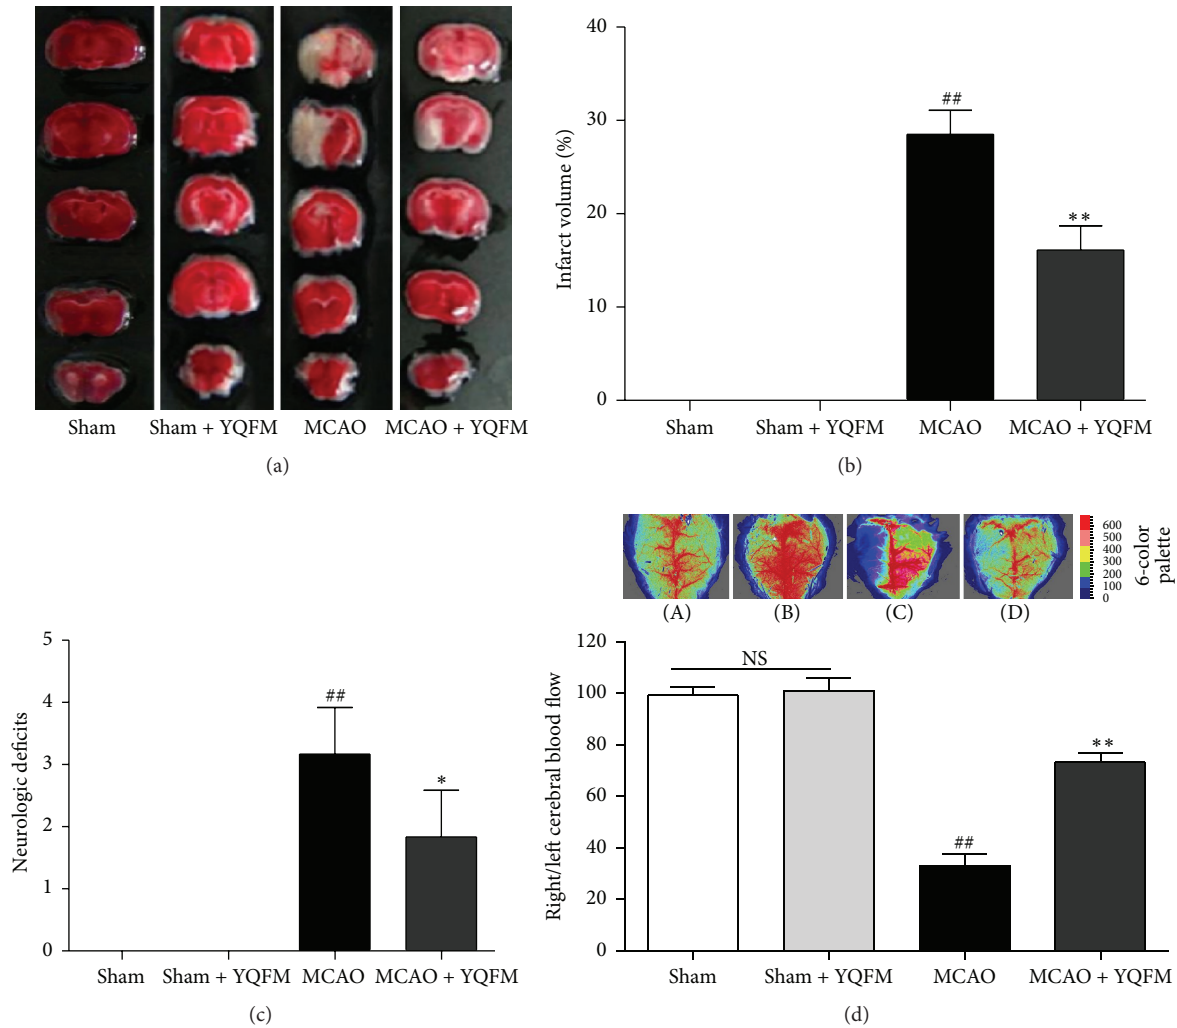 Sham Sham + YQFM MCAO MCAO + YQFM
(a)
40
30
20
10
0
Infarct volume (%)
##
**
Sham Sham + YQFM MCAO MCAO + YQFM
(b)
5
4
3
2
1
0
Neurologic deficits
##
*
Sham Sham + YQFM MCAO MCAO + YQFM
(c)
(A) (B) (C) (D)
600
500
400
300
200
100
0
6-color
palette
120
100
80
60
40
20
0
Right/left cerebral blood flow
NS
##
**
Sham Sham + YQFM MCAO MCAO + YQFM
(d)